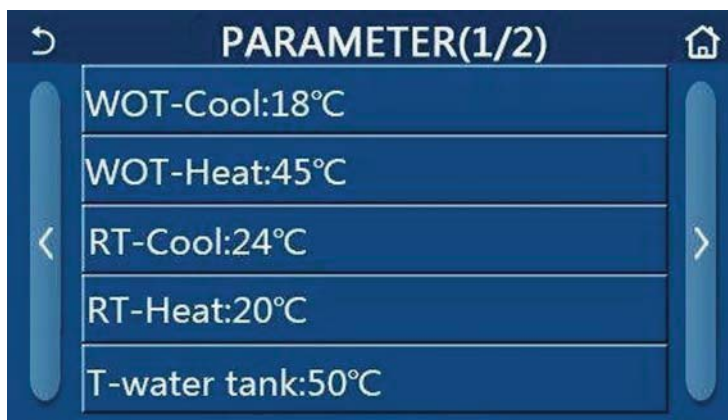 PARAMETER(1/2)
WOT-Cool:18℃
WOT-Heat:45℃
RT-Cool:24℃
RT-Heat:20℃
T-water tank:50℃